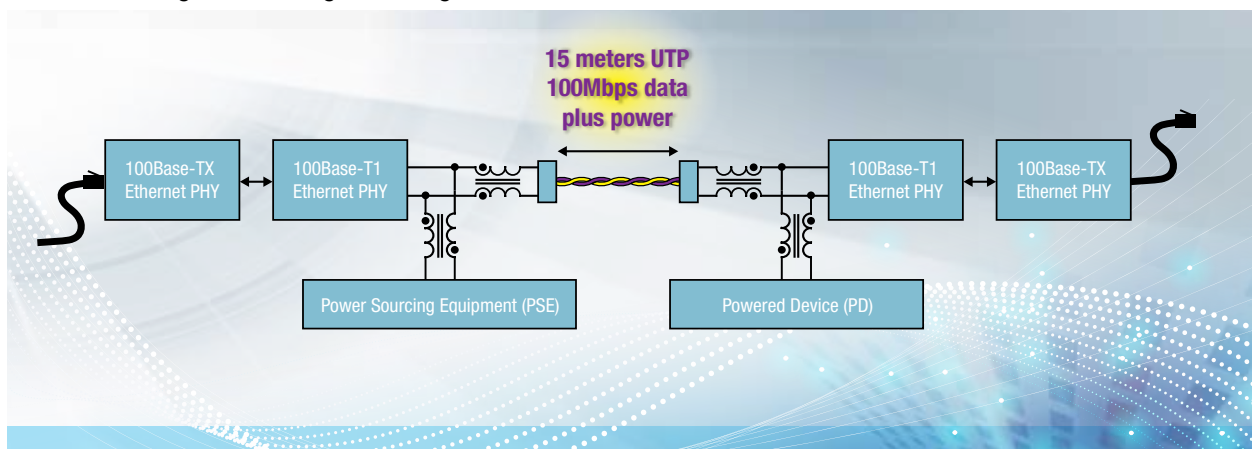 15 meters UTP
100Mbps data
plus power
100Base-TX
Ethernet PHY
100Base-T1
Ethernet PHY
100Base-T1
Ethernet PHY
100Base-TX
Ethernet PHY
Power Sourcing Equipment (PSE)
Powered Device (PD)